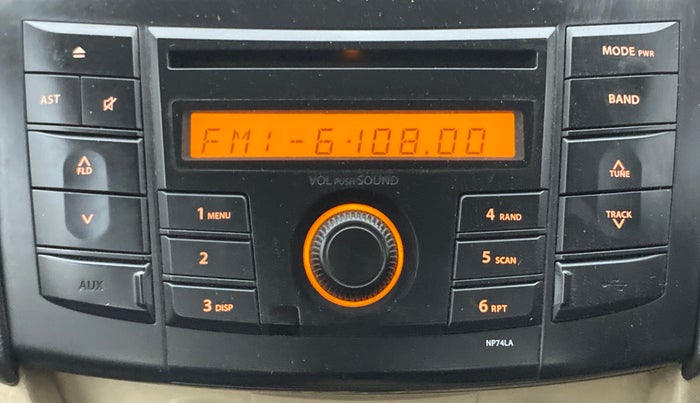 MODE PWR
AST
BAND
FM1-6·108.00
FLD
TUNE
VOL PUSH SOUND
TRACK
1 MENU
4 RAND
2
5 SCAN
AUX
3 DISP
6 RPT
NP74LA